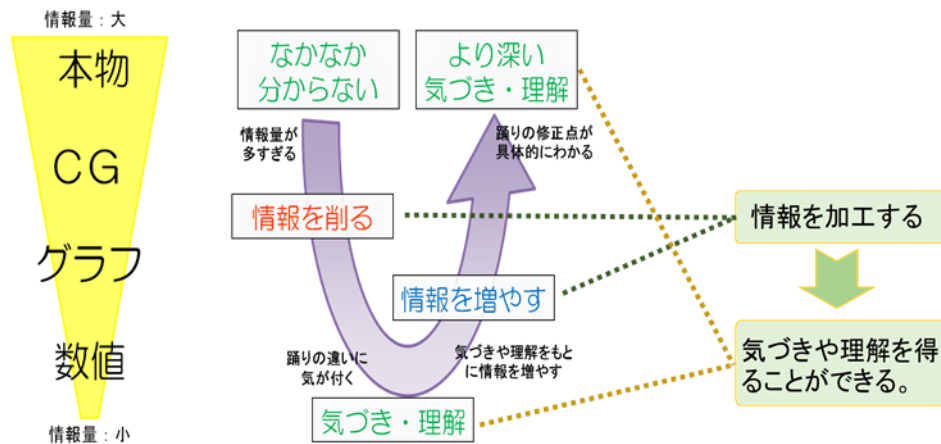 情報量：大
本物
ＣＧ
グラフ
数値
情報量：小
なかなか
分からない
より深い
気づき・理解
情報量が
多すぎる
踊りの修正点が
具体的にわかる
情報を削る
情報を増やす
踊りの違いに
気が付く
気づきや理解をもと
に情報を増やす
気づき・理解
情報を加工する
気づきや理解を得
ることができる。